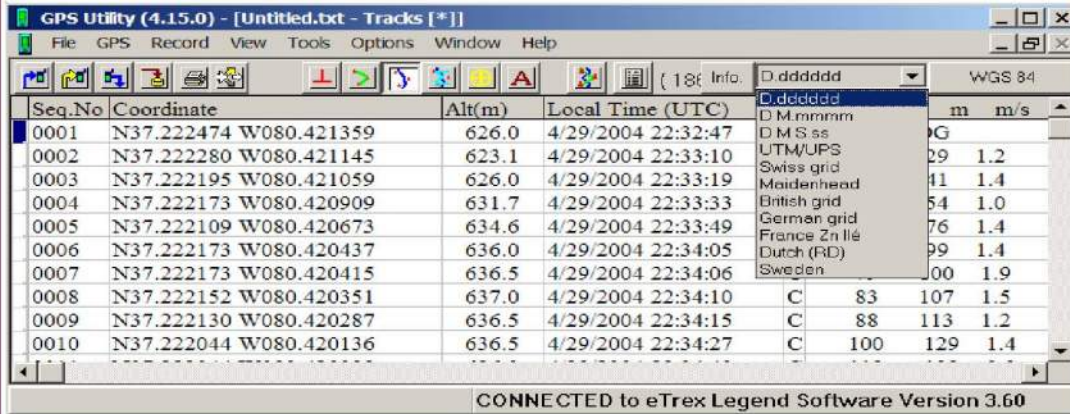 GPS Utility (4.15.0) - [Untitled.txt - Tracks [*]]
File GPS Record View Tools Options Window Help
A Info. D.dddddd WGS 84
Seq.No Coordinate Alt(m) Local Time (UTC) m m/s
0001 N37.222474 W080.421359 626.0 4/29/2004 22:32:47
0002 N37.222280 W080.421145 623.1 4/29/2004 22:33:10 29 1.2
0003 N37.222195 W080.421059 626.0 4/29/2004 22:33:19 41 1.4
0004 N37.222173 W080.420909 631.7 4/29/2004 22:33:33 54 1.0
0005 N37.222109 W080.420673 634.6 4/29/2004 22:33:49 76 1.4
0006 N37.222173 W080.420437 636.0 4/29/2004 22:34:05 99 1.4
0007 N37.222173 W080.420415 636.5 4/29/2004 22:34:06 C 00 1.9
0008 N37.222152 W080.420351 637.0 4/29/2004 22:34:10 C 83 107 1.5
0009 N37.222130 W080.420287 636.5 4/29/2004 22:34:15 C 88 113 1.2
0010 N37.222044 W080.420136 636.5 4/29/2004 22:34:27 C 100 129 1.4
D.dddddd
D M.mmmm
D M S.ss
UTM/UPS
Swiss grid
Maidenhead
British grid
German grid
France Zn IIé
Dutch (RD)
Sweden
CONNECTED to eTrex Legend Software Version 3.60